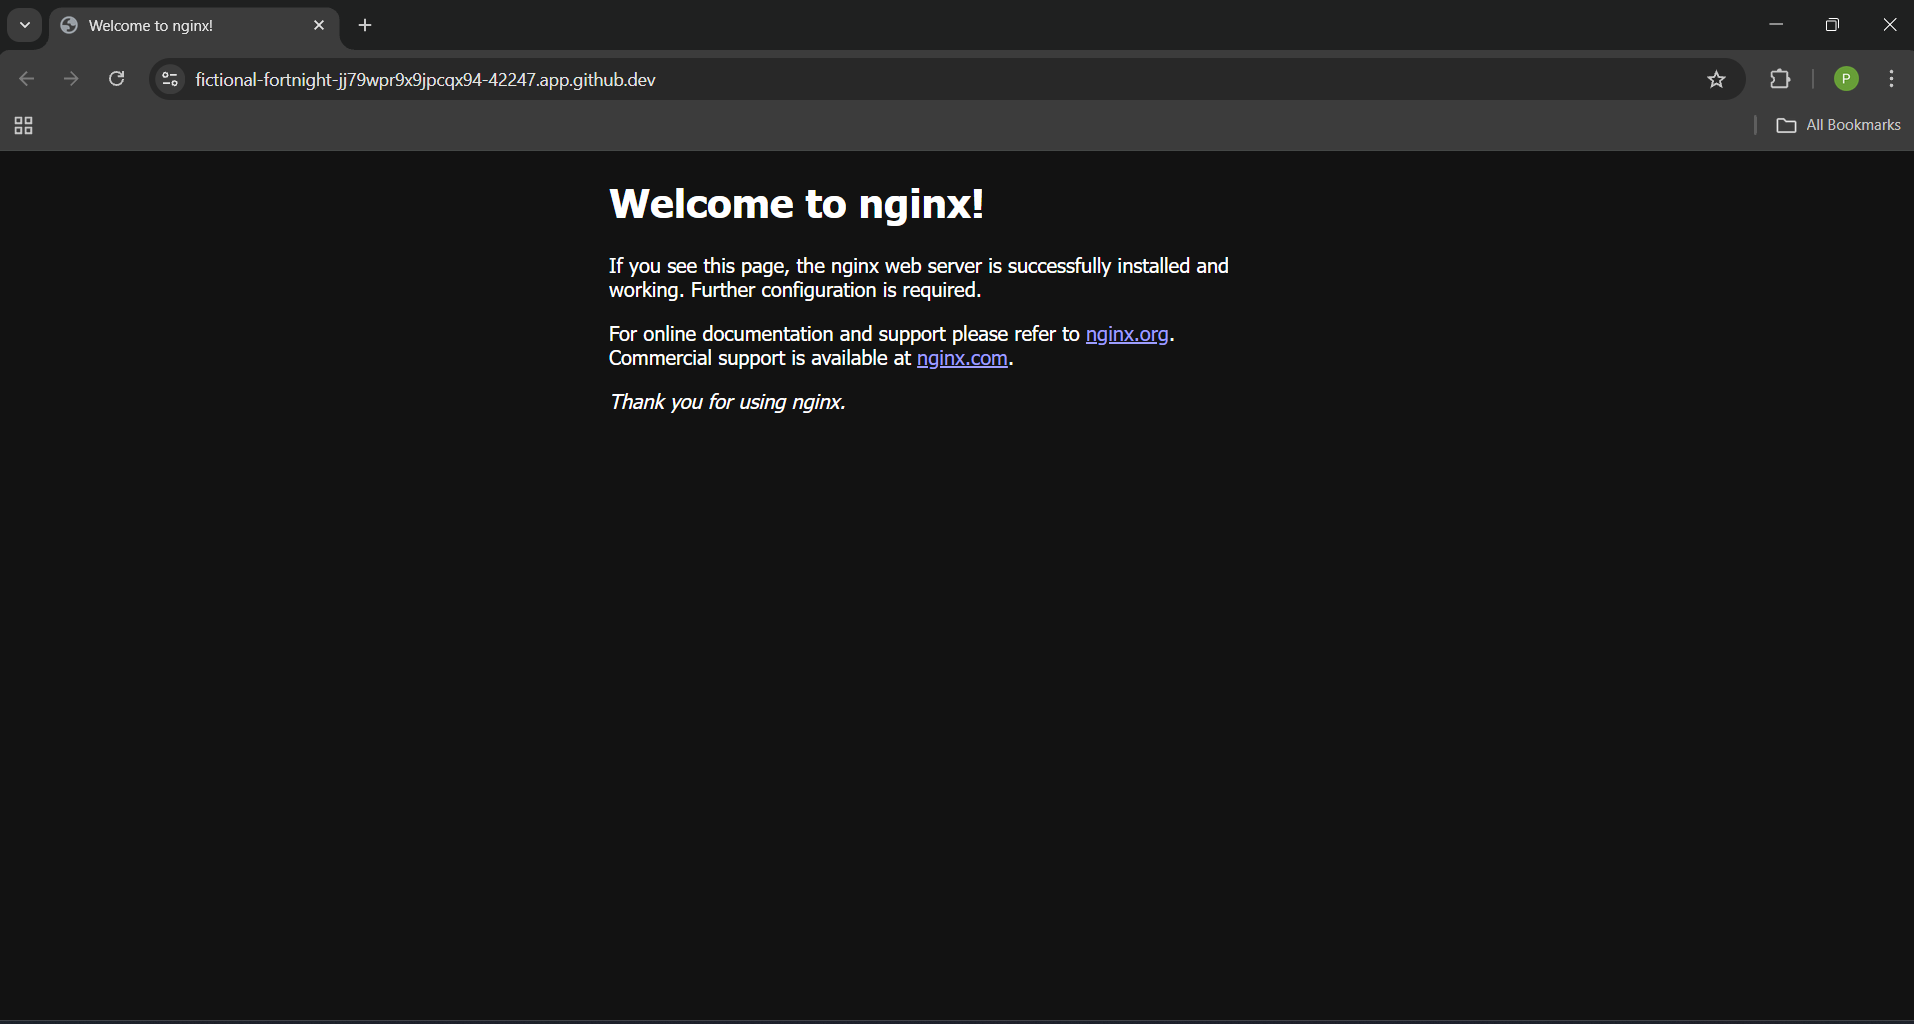 Welcome to nginx!
fictional-fortnight-jj79wpr9x9jpcqx94-42247.app.github.dev
P
All Bookmarks
Welcome to nginx!
If you see this page, the nginx web server is successfully installed and
working. Further configuration is required.
For online documentation and support please refer to nginx.org.
Commercial support is available at nginx.com.
Thank you for using nginx.